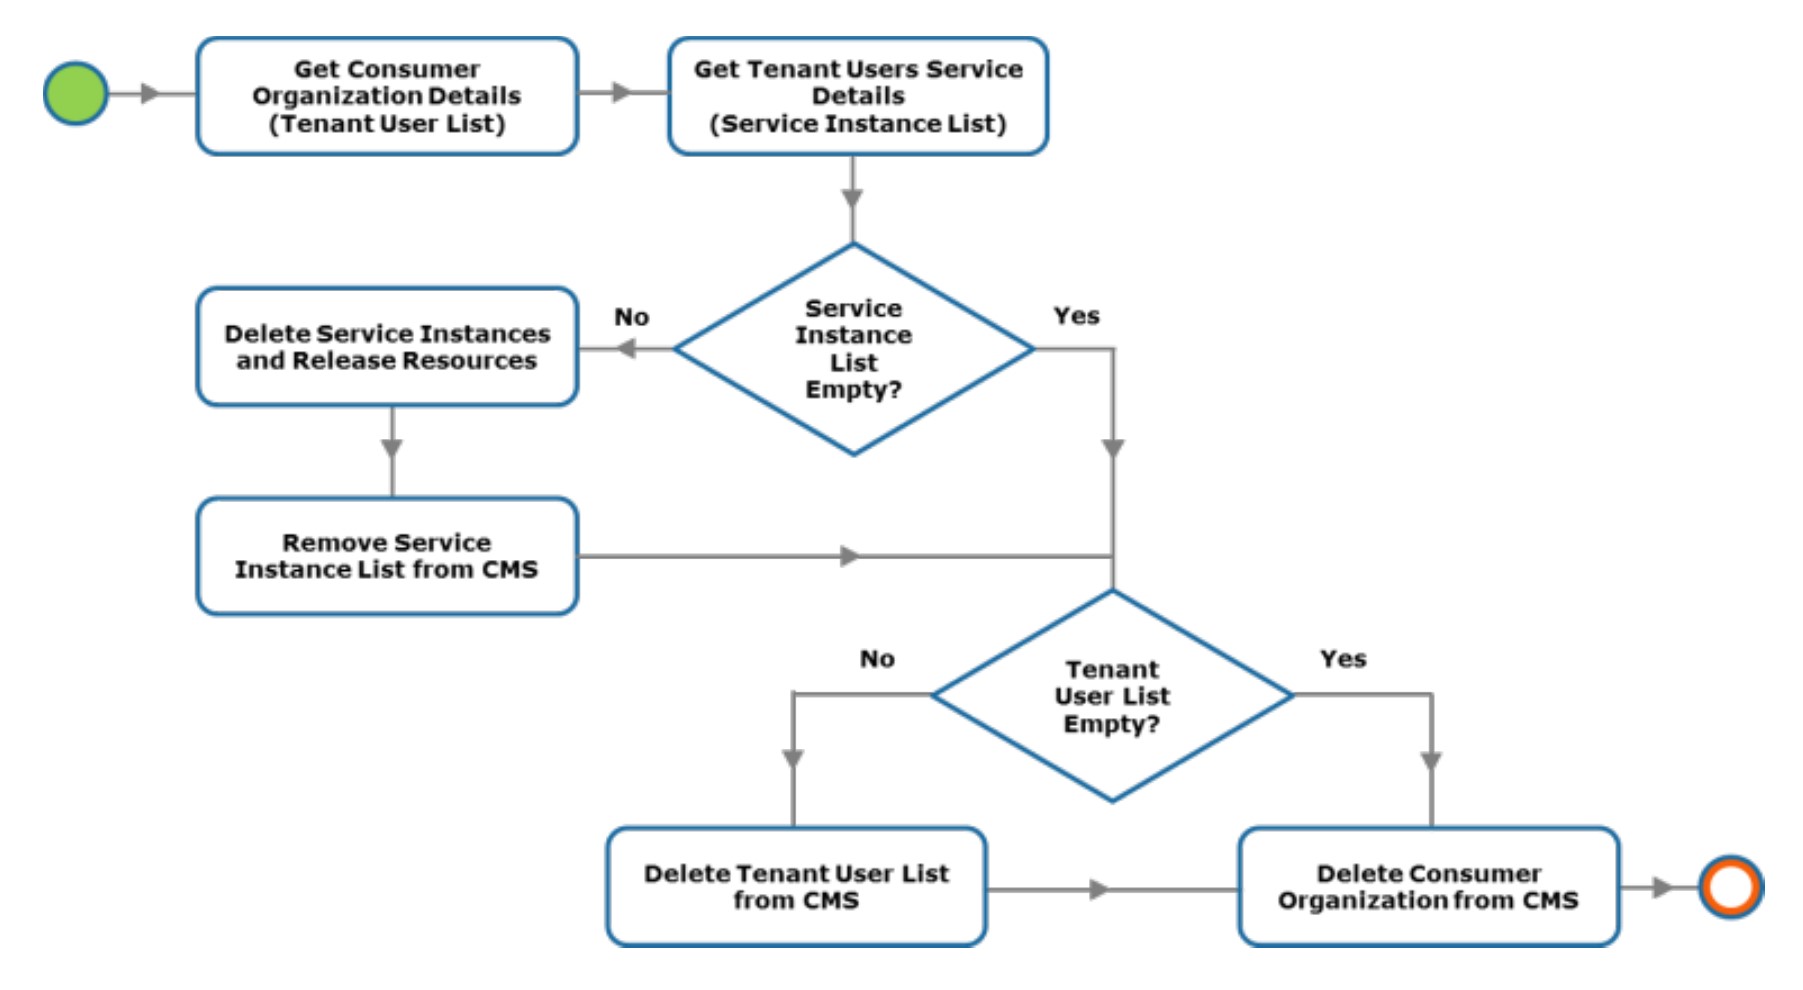 Get Consumer
Organization Details
(Tenant User List)
Get Tenant Users Service
Details
(Service Instance List)
Service
Instance
List
Empty?
No
Yes
Delete Service Instances
and Release Resources
Remove Service
Instance List from CMS
Tenant
User List
Empty?
No
Yes
Delete Tenant User List
from CMS
Delete Consumer
Organization from CMS